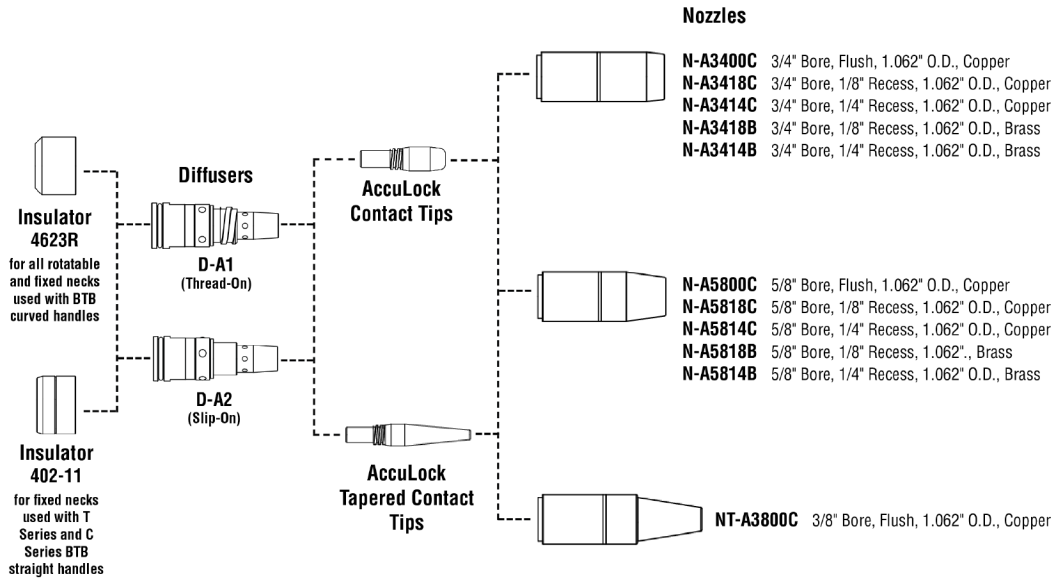 Nozzles
N-A3400C 3/4" Bore, Flush, 1.062" O.D., Copper
N-A3418C 3/4" Bore, 1/8" Recess, 1.062" O.D., Copper
N-A3414C 3/4" Bore, 1/4" Recess, 1.062" O.D., Copper
N-A3418B 3/4" Bore, 1/8" Recess, 1.062" O.D., Brass
N-A3414B 3/4" Bore, 1/4" Recess, 1.062" O.D., Brass
Insulator
4623R
for all rotatable
and fixed necks
used with BTB
curved handles
Diffusers
D-A1
(Thread-On)
AccuLock
Contact Tips
N-A5800C 5/8" Bore, Flush, 1.062" O.D., Copper
N-A5818C 5/8" Bore, 1/8" Recess, 1.062" O.D., Copper
N-A5814C 5/8" Bore, 1/4" Recess, 1.062" O.D., Copper
N-A5818B 5/8" Bore, 1/8" Recess, 1.062"., Brass
N-A5814B 5/8" Bore, 1/4" Recess, 1.062" O.D., Brass
D-A2
(Slip-On)
Insulator
402-11
for fixed necks
used with T
Series and C
Series BTB
straight handles
AccuLock
Tapered Contact
Tips
NT-A3800C 3/8" Bore, Flush, 1.062" O.D., Copper